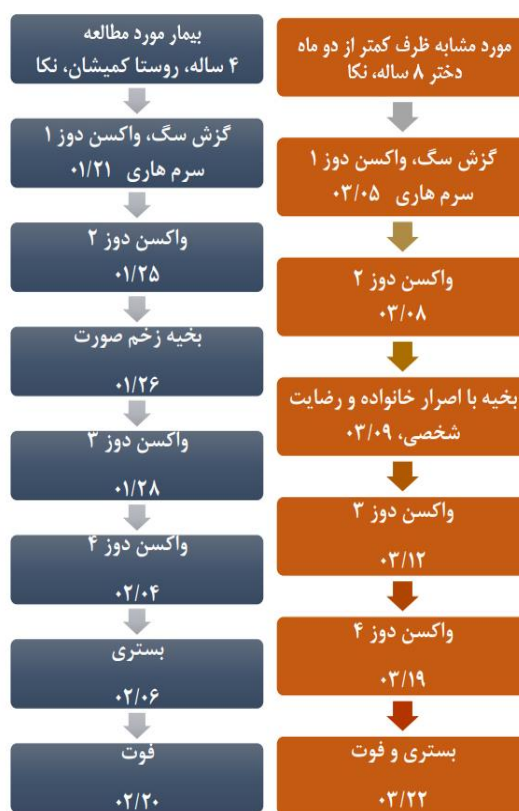 مورد مشابه ظرف کمتر از دو ماه
دختر ۸ ساله، نکا
گزش سگ، واکسن دوز ۱
سرم هاری ۰۳/۰۵
واکسن دوز ۲
۰۳/۰۸
بخیه با اصرار خانواده و رضایت
شخصی، ۰۳/۰۹
واکسن دوز ۳
۰۳/۱۲
واکسن دوز ۴
۰۳/۱۹
بستری و فوت
۰۳/۲۲
بیمار مورد مطالعه
۴ ساله، روستا کمیشان، نکا
گزش سگ، واکسن دوز ۱
سرم هاری ۰۱/۲۱
واکسن دوز ۲
۰۱/۲۵
بخیه زخم صورت
۰۱/۲۶
واکسن دوز ۳
۰۱/۲۸
واکسن دوز ۴
۰۲/۰۴
بستری
۰۲/۰۶
فوت
۰۲/۲۰